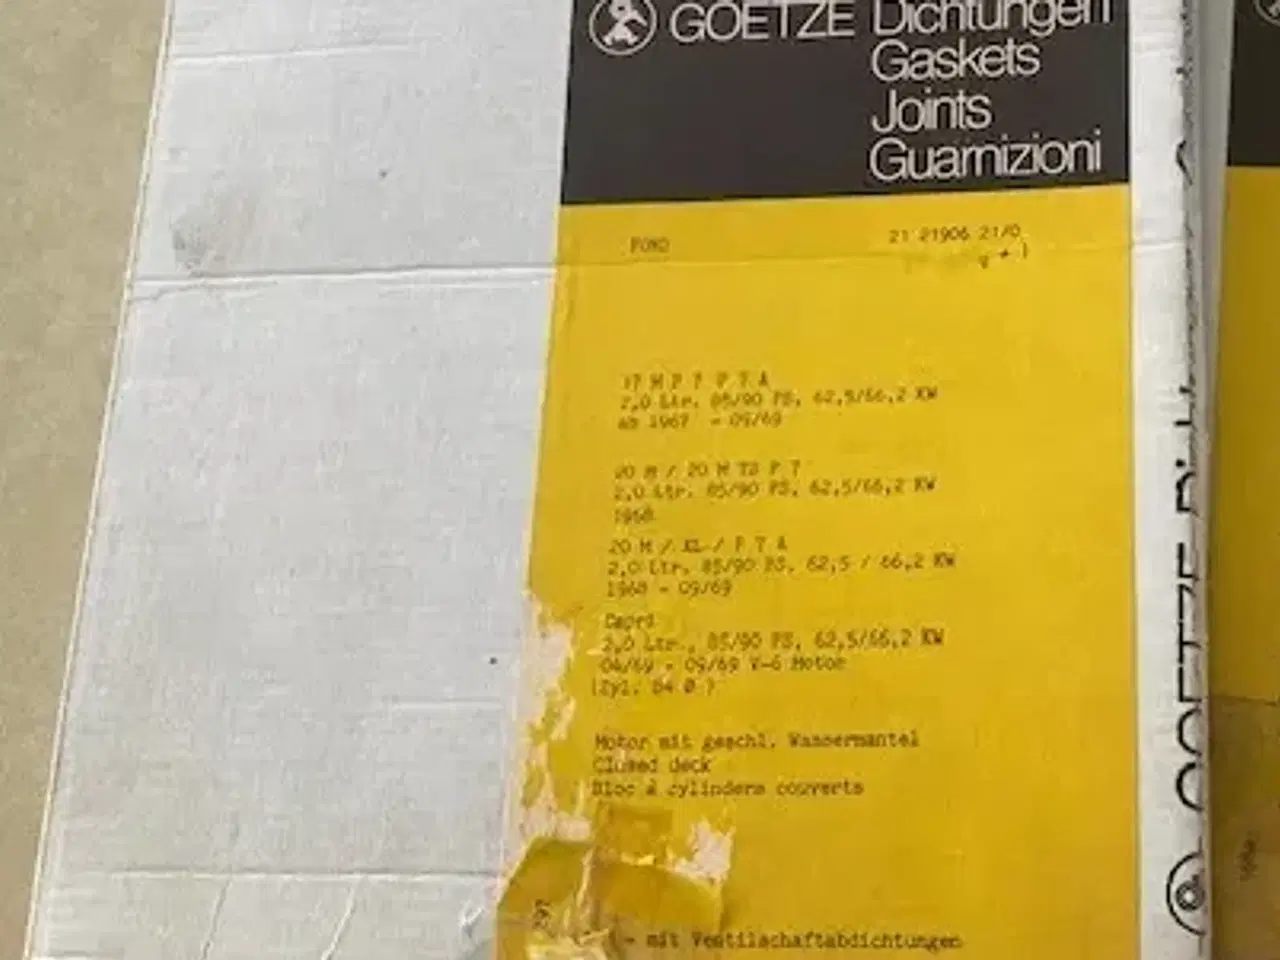 GOETZE Dichtungen
Gaskets
Joints
Guarnizioni
FORD 21 21906 21/0
17 M P 7 P 7 A
2,0 Ltr. 85/90 PS, 62,5/66,2 KW
ab 1967 - 09/69
20 M / 20 M TS P 7
2,0 Ltr. 85/90 PS, 62,5/66,2 KW
1968
20 M / XL / P 7 A
2,0 Ltr. 85/90 PS, 62,5 / 66,2 KW
1968 - 09/69
Capri
2,0 Ltr., 85/90 PS, 62,5/66,2 KW
04/69 - 09/69 V-6 Motor
(Zyl. 84 Ø )
Motor mit geschl. Wassermantel
Closed deck
Bloc à cylindres couverts
- mit Ventilschaftabdichtungen
GOETZE